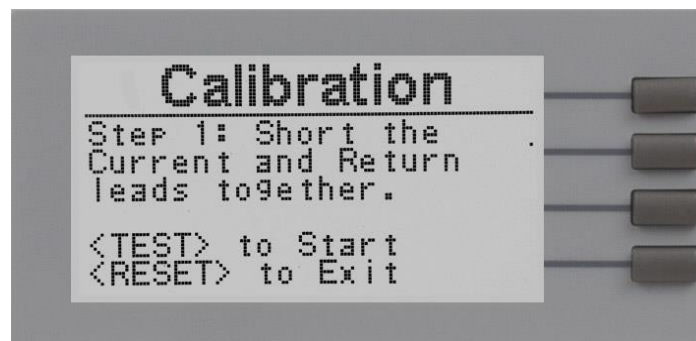 Calibration
Step 1: Short the
Current and Return
leads together.
<TEST> to Start
<RESET> to Exit